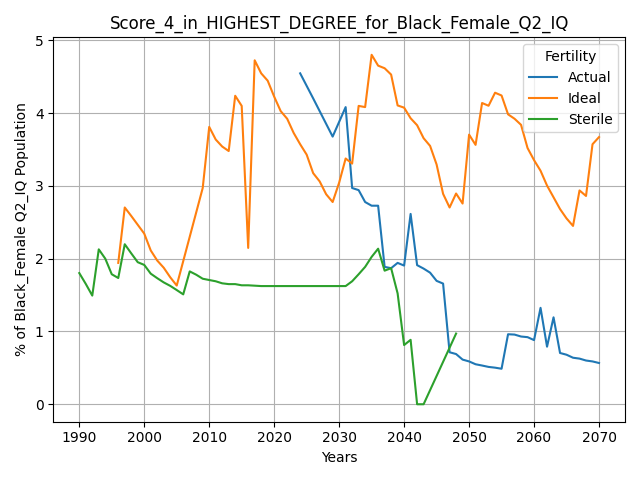 Score_4_in_HIGHEST_DEGREE_for_Black_Female_Q2_IQ
Fertility
Actual
Ideal
Sterile
% of Black_Female Q2_IQ Population
5
4
3
2
1
0
1990 2000 2010 2020 2030 2040 2050 2060 2070
Years